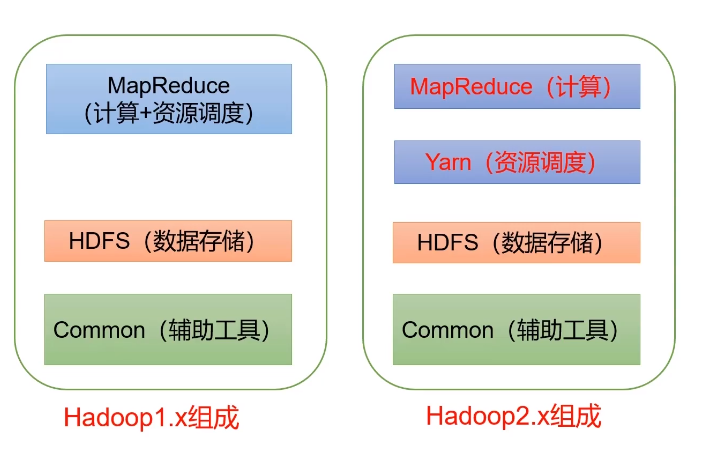 MapReduce
（计算+资源调度）
HDFS（数据存储）
Common（辅助工具）
Hadoop1.x组成
MapReduce（计算）
Yarn（资源调度）
HDFS（数据存储）
Common（辅助工具）
Hadoop2.x组成